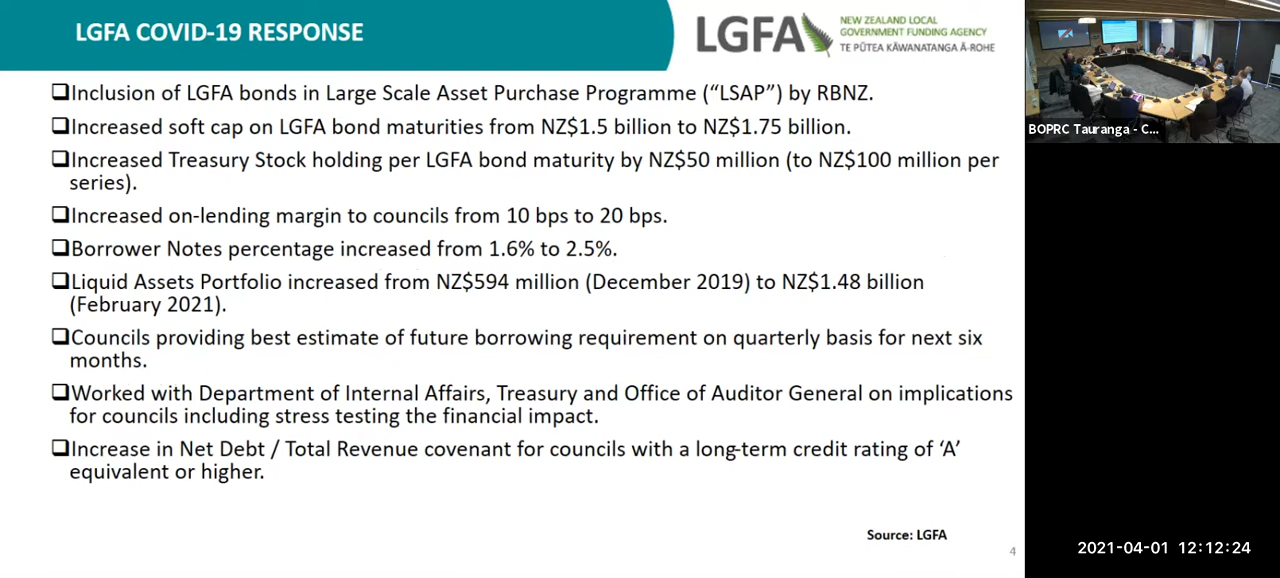 LGFA COVID-19 RESPONSE
LGFA
NEW ZEALAND LOCAL
GOVERNMENT FUNDING AGENCY
TE PŪTEA KĀWANATANGA Ā-ROHE
❑Inclusion of LGFA bonds in Large Scale Asset Purchase Programme (“LSAP”) by RBNZ.
❑Increased soft cap on LGFA bond maturities from NZ$1.5 billion to NZ$1.75 billion.
❑Increased Treasury Stock holding per LGFA bond maturity by NZ$50 million (to NZ$100 million per
series).
❑Increased on-lending margin to councils from 10 bps to 20 bps.
❑Borrower Notes percentage increased from 1.6% to 2.5%.
❑Liquid Assets Portfolio increased from NZ$594 million (December 2019) to NZ$1.48 billion
(February 2021).
❑Councils providing best estimate of future borrowing requirement on quarterly basis for next six
months.
❑Worked with Department of Internal Affairs, Treasury and Office of Auditor General on implications
for councils including stress testing the financial impact.
❑Increase in Net Debt / Total Revenue covenant for councils with a long-term credit rating of ‘A’
equivalent or higher.
Source: LGFA
4
BOPRC Tauranga - C...
2021-04-01 12:12:24